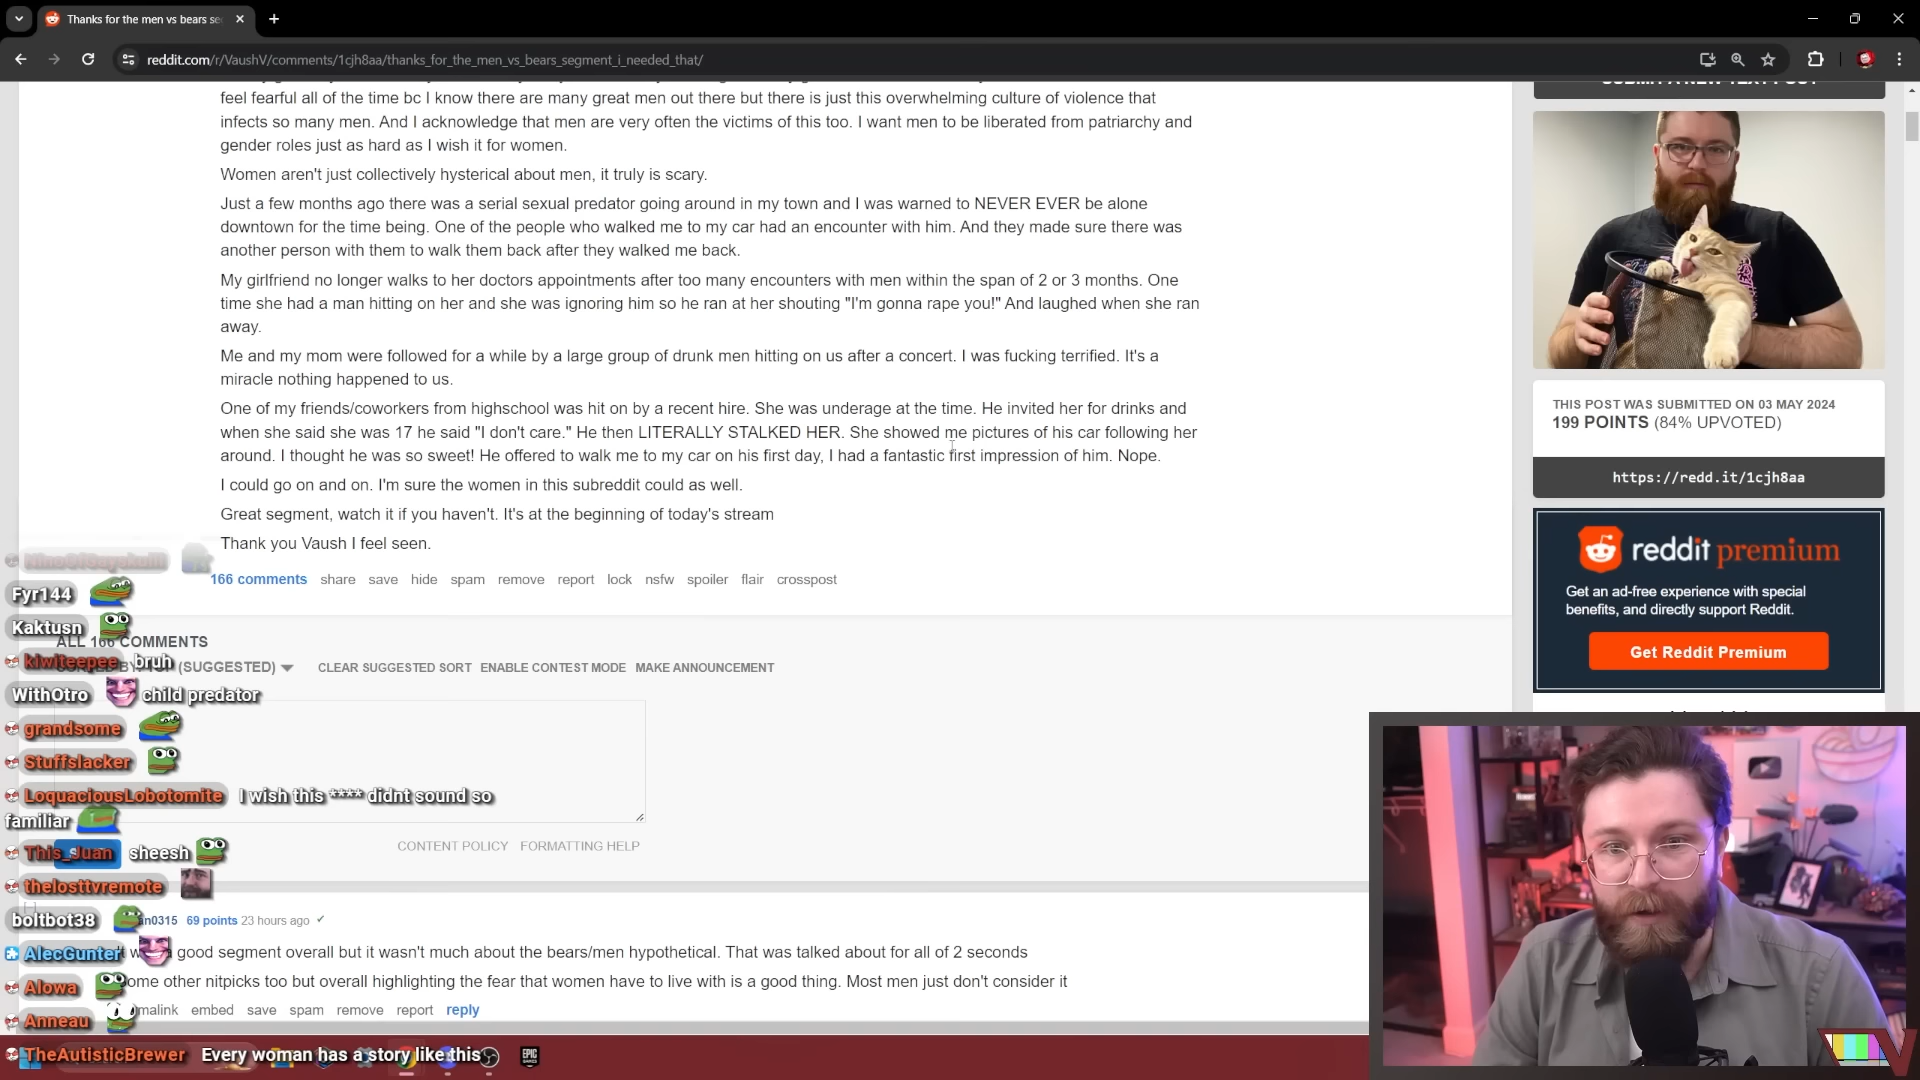 Thanks for the men vs bears se
reddit.com/r/VaushV/comments/1cjh8aa/thanks_for_the_men_vs_bears_segment_i_needed_that/
feel fearful all of the time bc I know there are many great men out there but there is just this overwhelming culture of violence that
infects so many men. And I acknowledge that men are very often the victims of this too. I want men to be liberated from patriarchy and
gender roles just as hard as I wish it for women.
Women aren't just collectively hysterical about men, it truly is scary.
Just a few months ago there was a serial sexual predator going around in my town and I was warned to NEVER EVER be alone
downtown for the time being. One of the people who walked me to my car had an encounter with him. And they made sure there was
another person with them to walk them back after they walked me back.
My girlfriend no longer walks to her doctors appointments after too many encounters with men within the span of 2 or 3 months. One
time she had a man hitting on her and she was ignoring him so he ran at her shouting "I'm gonna rape you!" And laughed when she ran
away.
Me and my mom were followed for a while by a large group of drunk men hitting on us after a concert. I was fucking terrified. It's a
miracle nothing happened to us.
One of my friends/coworkers from highschool was hit on by a recent hire. She was underage at the time. He invited her for drinks and
when she said she was 17 he said "I don't care." He then LITERALLY STALKED HER. She showed me pictures of his car following her
around. I thought he was so sweet! He offered to walk me to my car on his first day, I had a fantastic first impression of him. Nope.
I could go on and on. I'm sure the women in this subreddit could as well.
Great segment, watch it if you haven't. It's at the beginning of today's stream
Thank you Vaush I feel seen.
166 comments share save hide spam remove report lock nsfw spoiler flair crosspost
ALL 166 COMMENTS
(SUGGESTED) CLEAR SUGGESTED SORT ENABLE CONTEST MODE MAKE ANNOUNCEMENT
CONTENT POLICY FORMATTING HELP
an0315 69 points 23 hours ago
good segment overall but it wasn't much about the bears/men hypothetical. That was talked about for all of 2 seconds
some other nitpicks too but overall highlighting the fear that women have to live with is a good thing. Most men just don't consider it
embed save spam remove report reply
Fyr144
Kaktusn
kiwiteepee bruh
WithOtro child predator
grandsome
Stuffslacker
LoquaciousLobotomite I wish this **** didnt sound so
familiar
This_Juan sheesh
thelosttvremote
boltbot38
AlecGunter
Alowa
Anneau
TheAutisticBrewer Every woman has a story like this
EPIC
SUBMIT A NEW TEXT POST
THIS POST WAS SUBMITTED ON 03 MAY 2024
199 POINTS (84% UPVOTED)
https://redd.it/1cjh8aa
reddit premium
Get an ad-free experience with special
benefits, and directly support Reddit.
Get Reddit Premium